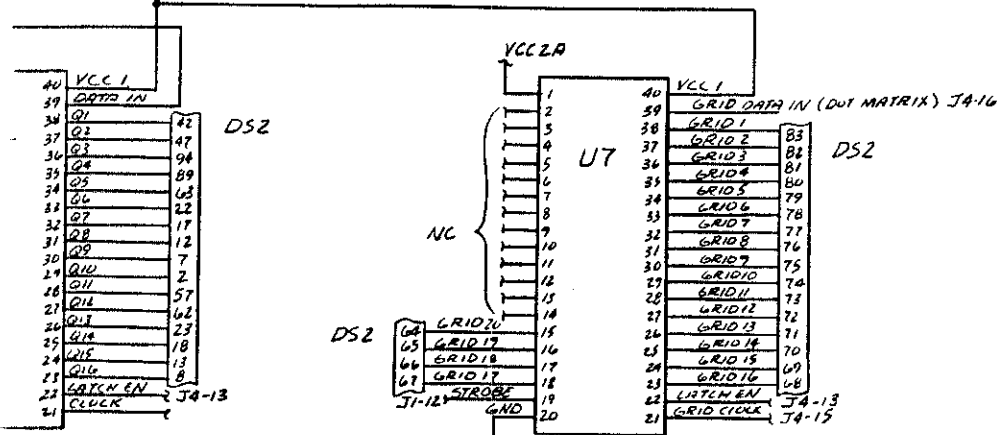 VCC2A
40 VCC 1
39 DATA IN
38 Q1 42 DS2
37 Q2 47
36 Q3 94
35 Q4 89
34 Q5 63
33 Q6 22
32 Q7 17
31 Q8 12
30 Q9 7
29 Q10 2
28 Q11 57
27 Q12 62
26 Q13 23
25 Q14 18
24 Q15 13
23 Q16 8
22 LATCH EN J4-13
21 CLOCK
U7
NC
1 40 VCC 1
2 39 GRID DATA IN (DOT MATRIX) J4-16
3 38 GRID 1 83
4 37 GRID 2 82 DS2
5 36 GRID 3 81
6 35 GRID 4 80
7 34 GRID 5 79
8 33 GRID 6 78
9 32 GRID 7 77
10 31 GRID 8 76
11 30 GRID 9 75
12 29 GRID 10 74
13 28 GRID 11 73
14 27 GRID 12 72
DS2 64 GRID 20 15 26 GRID 13 71
65 GRID 19 16 25 GRID 14 70
66 GRID 18 17 24 GRID 15 69
67 GRID 17 18 23 GRID 16 68
J1-12 STROBE 19 22 LATCH EN J4-13
GND 20 21 GRID CLOCK J4-15